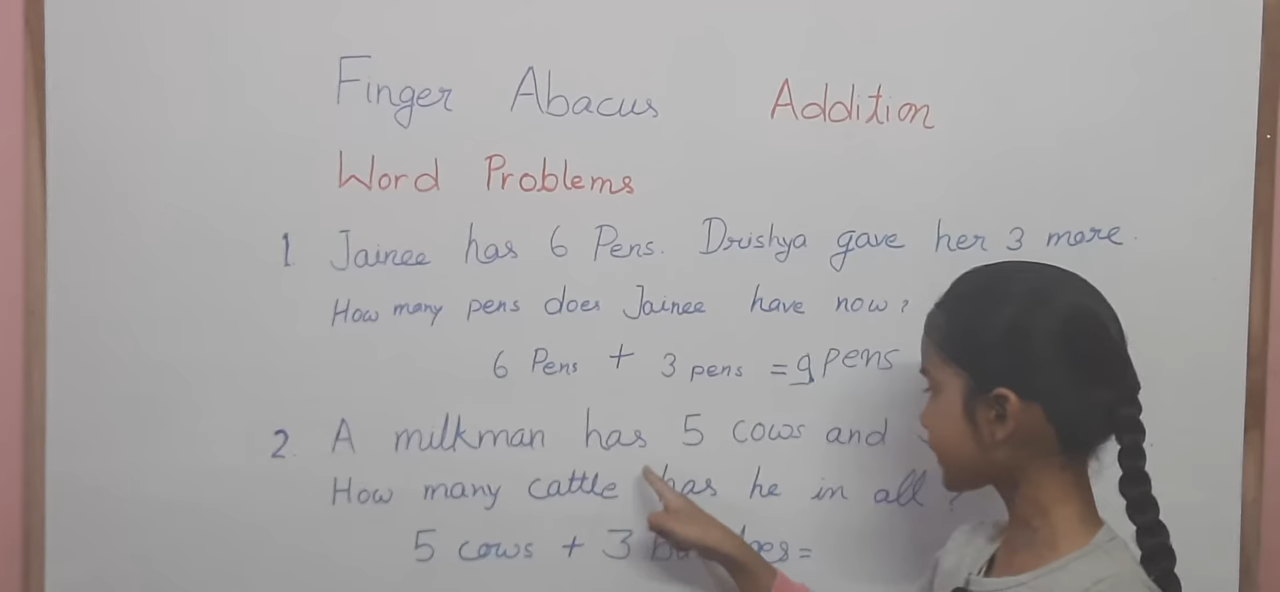 Finger Abacus Addition
Word Problems
1 Jainee has 6 Pens. Drishya gave her 3 more.
How many pens does Jainee have now?
6 Pens + 3 pens = 9 pens
2. A milkman has 5 cows and
How many cattle has he in all?
5 cows + 3 =